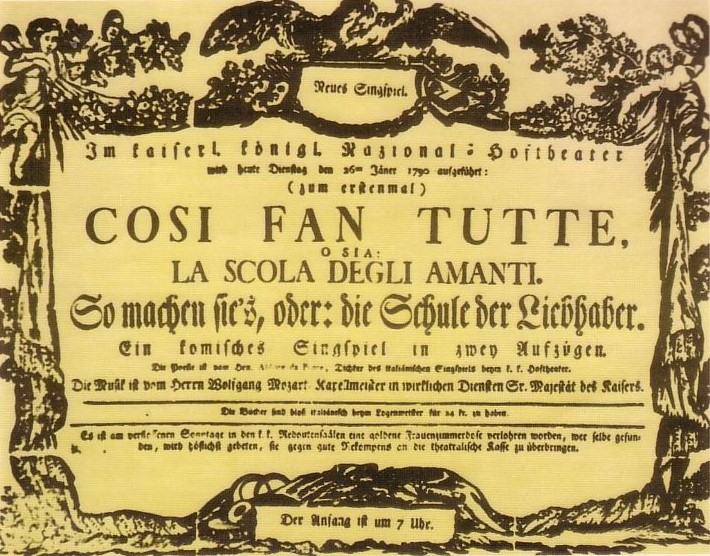 Neues Singspiel.
Im kaiserl. königl. Nazional-Hoftheater
wird heute Dienstag den 26ten Jäner 1790 aufgeführt:
(zum erstenmal)
COSI FAN TUTTE,
O SIA:
LA SCOLA DEGLI AMANTI.
So machen sie's, oder: die Schule der Liebhaber.
Ein komisches Singspiel in zwey Aufzügen.
Die Poesie ist vom Hrn. Dichter des italiänischen Singspiels beym k. k. Hoftheater.
Die Musik ist vom Herrn Wolfgang Mozart Kapellmeister in wirklichen Diensten Sr. Majestät des Kaisers.
Die Bücher sind bloß italiänisch beym Logenmeister für 24 kr. zu haben.
Es ist am verflossenen Sonntage in den k. k. Redoutensäälen eine goldene Frauenzimmerdose verlohren worden, wer selbe gefun-
den, wird höflichst gebeten, sie gegen gute Rekompens an die theatralische Kasse zu überbringen.
Der Anfang ist um 7 Uhr.